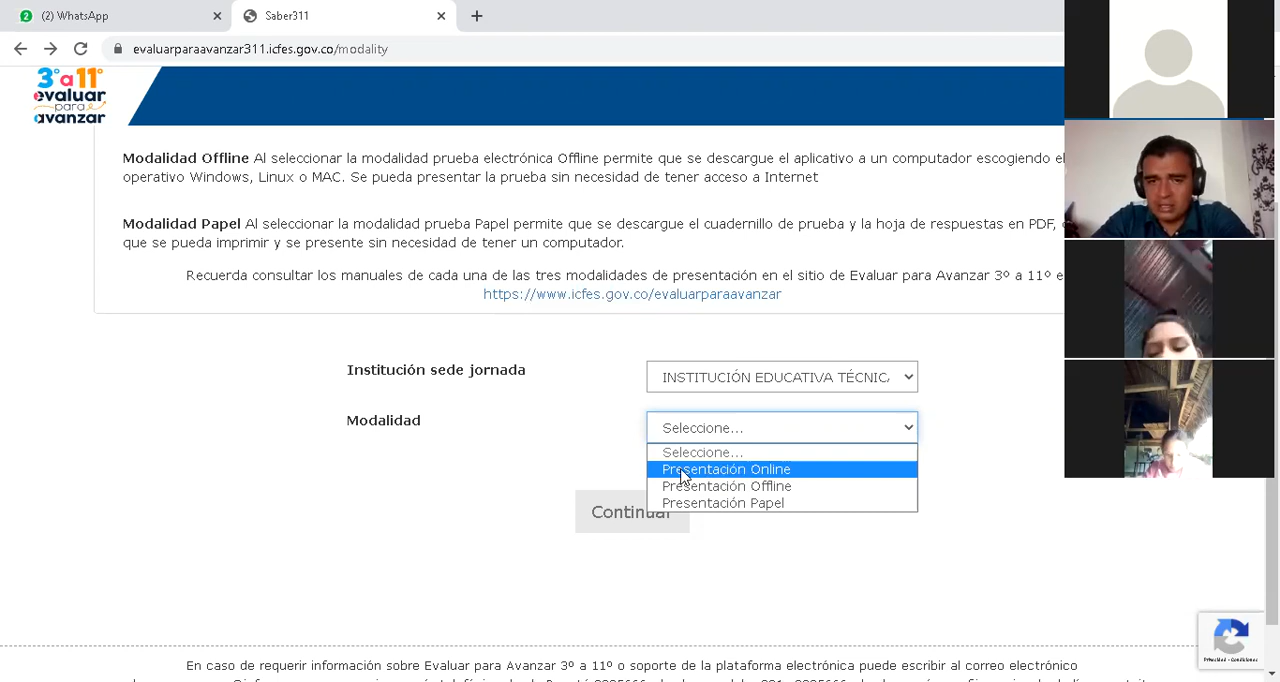 (2) WhatsApp
Saber311
evaluarparaavanzar311.icfes.gov.co/modality
3° a 11°
evaluar
para
avanzar
Modalidad Offline Al seleccionar la modalidad prueba electrónica Offline permite que se descargue el aplicativo a un computador escogiendo el
operativo Windows, Linux o MAC. Se pueda presentar la prueba sin necesidad de tener acceso a Internet
Modalidad Papel Al seleccionar la modalidad prueba Papel permite que se descargue el cuadernillo de prueba y la hoja de respuestas en PDF,
que se pueda imprimir y se presente sin necesidad de tener un computador.
Recuerda consultar los manuales de cada una de las tres modalidades de presentación en el sitio de Evaluar para Avanzar 3º a 11º
https://www.icfes.gov.co/evaluarparaavanzar
Institución sede jornada
INSTITUCIÓN EDUCATIVA TÉCNIC
Modalidad
Seleccione...
Seleccione...
Presentación Online
Presentación Offline
Presentación Papel
Continuar
Privacidad - Condiciones
En caso de requerir información sobre Evaluar para Avanzar 3º a 11º o soporte de la plataforma electrónica puede escribir al correo electrónico